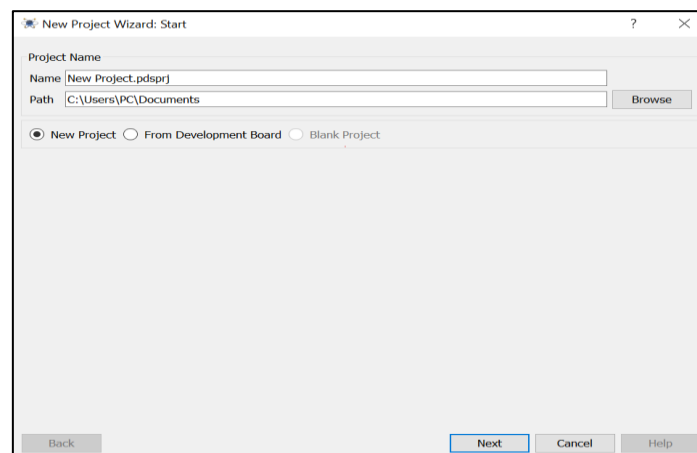 New Project Wizard: Start ?
Project Name
Name New Project.pdsprj
Path C:\Users\PC\Documents Browse
New Project From Development Board Blank Project
Back Next Cancel Help